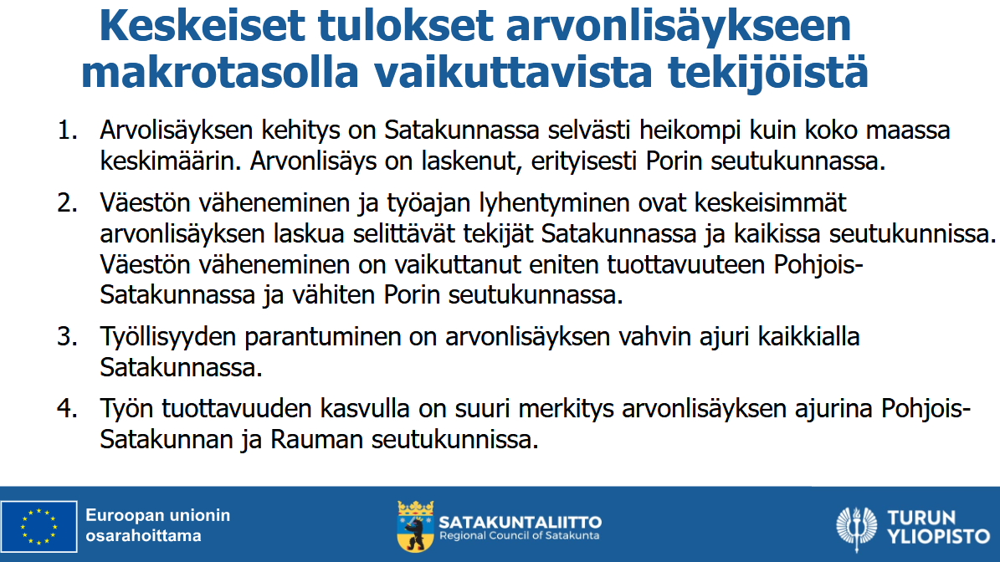 Keskeiset tulokset arvonlisäykseen
makrotasolla vaikuttavista tekijöistä
1. Arvolisäyksen kehitys on Satakunnassa selvästi heikompi kuin koko maassa
keskimäärin. Arvonlisäys on laskenut, erityisesti Porin seutukunnassa.
2. Väestön väheneminen ja työajan lyhentyminen ovat keskeisimmät
arvonlisäyksen laskua selittävät tekijät Satakunnassa ja kaikissa seutukunnissa.
Väestön väheneminen on vaikuttanut eniten tuottavuuteen Pohjois-
Satakunnassa ja vähiten Porin seutukunnassa.
3. Työllisyyden parantuminen on arvonlisäyksen vahvin ajuri kaikkialla
Satakunnassa.
4. Työn tuottavuuden kasvulla on suuri merkitys arvonlisäyksen ajurina Pohjois-
Satakunnan ja Rauman seutukunnissa.
Euroopan unionin
osarahoittama
SATAKUNTALIITTO
Regional Council of Satakunta
TURUN
YLIOPISTO